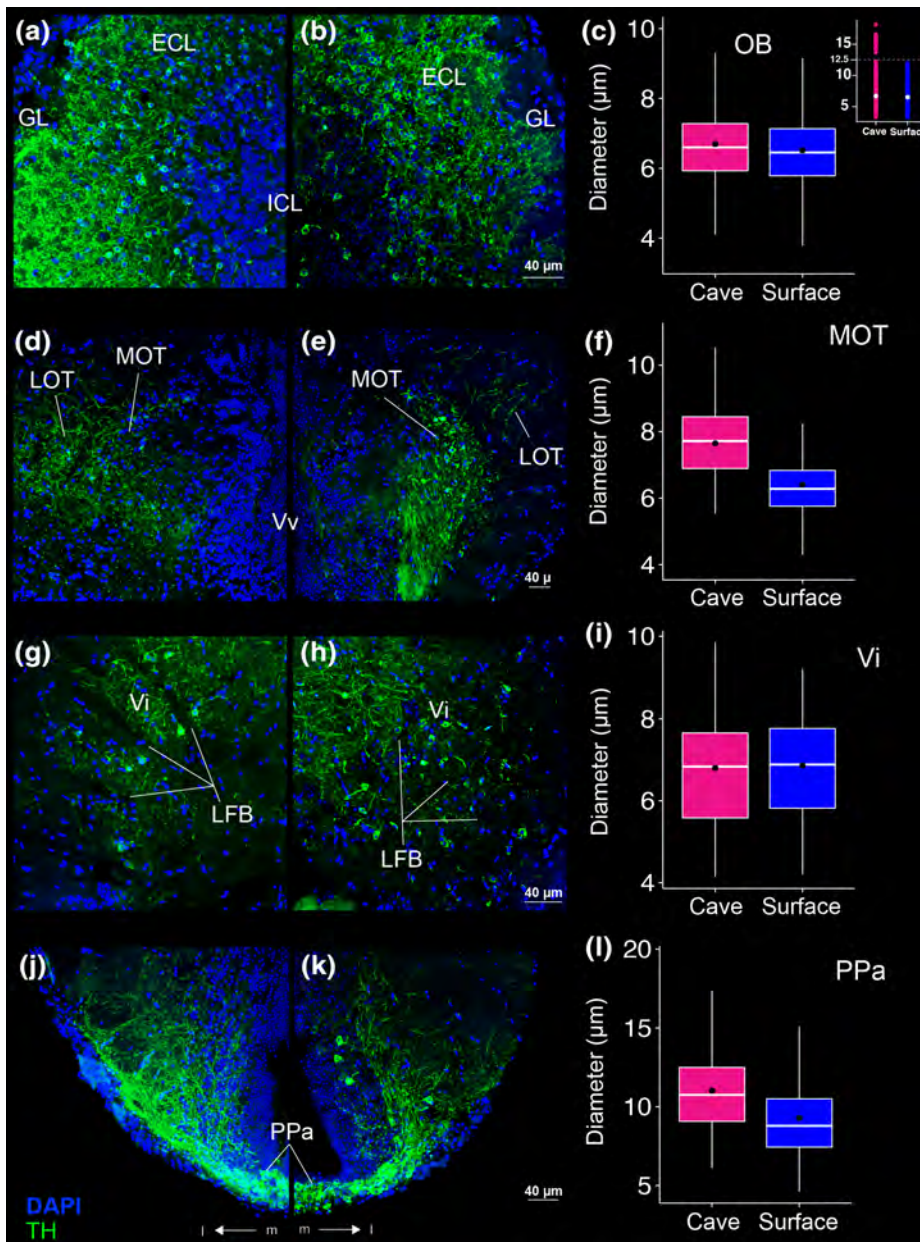 (a)
ECL
GL
(b)
ECL
GL
ICL
40 µm
(c)
OB
Diameter (µm)
10
8
6
4
Cave
Surface
15
12.5
10
5
Cave
Surfac
(d)
LOT
MOT
(e)
MOT
LOT
Vv
40 µ
(f)
MOT
Diameter (µm)
10
8
6
4
Cave
Surface
(g)
Vi
LFB
(h)
Vi
LFB
40 µm
(i)
Vi
Diameter (µm)
10
8
6
4
Cave
Surface
(j)
(k)
PPa
40 µm
DAPI
TH
l
m
m
l
(l)
PPa
Diameter (µm)
20
15
10
5
Cave
Surface